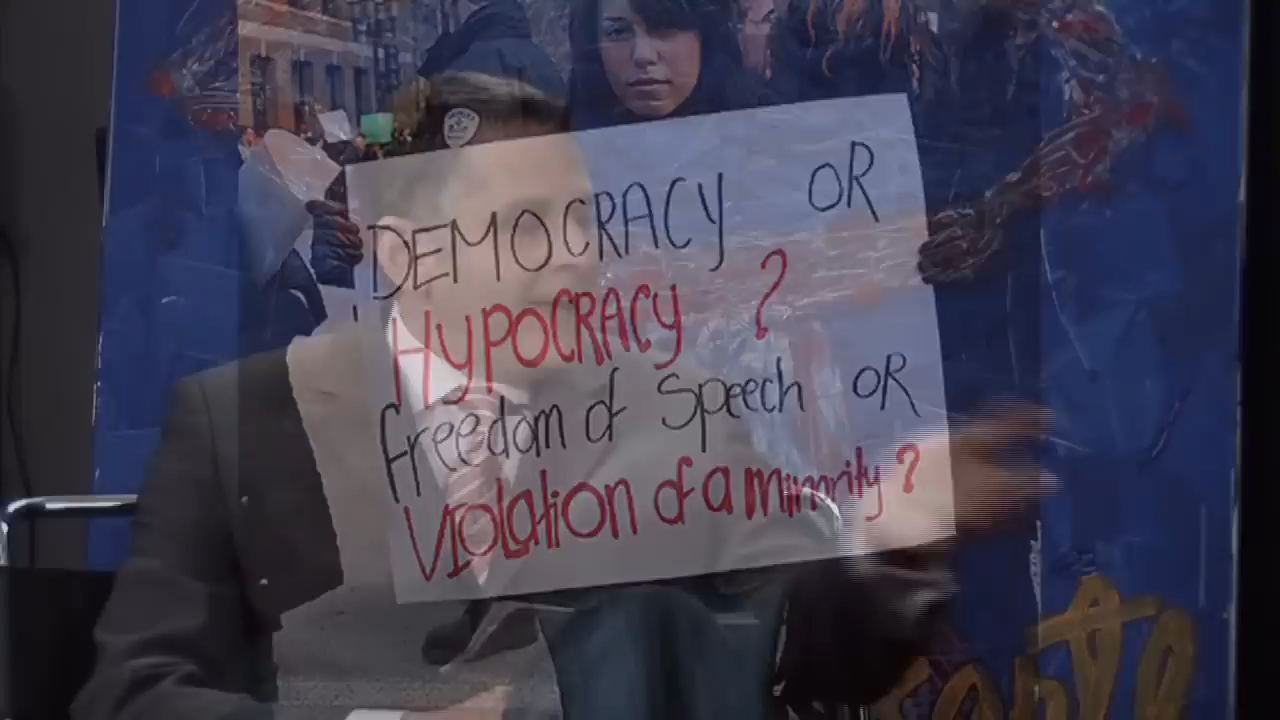 DEMOCRACY OR
HYPOCRACY ?
freedom of Speech OR
Violation of a minority ?